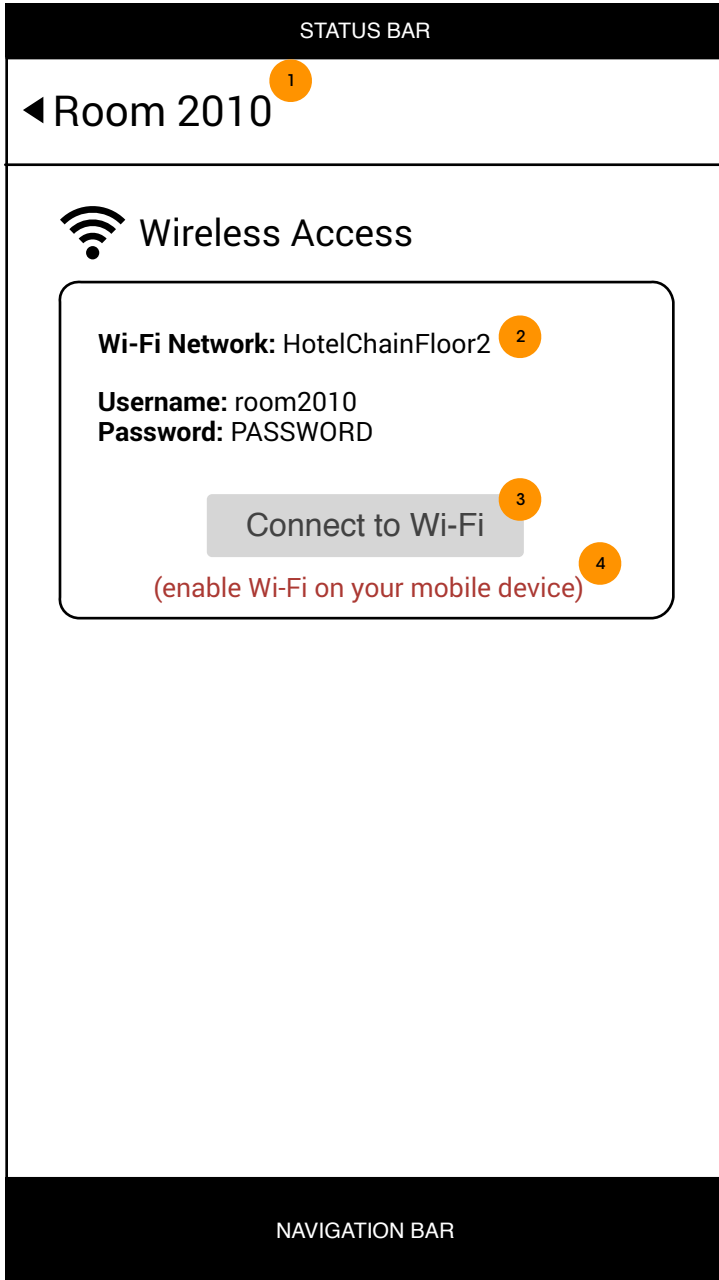 STATUS BAR
1
Room 2010
Wireless Access
Wi-Fi Network: HotelChainFloor2
2
Username: room2010
Password: PASSWORD
3
Connect to Wi-Fi
4
(enable Wi-Fi on your mobile device)
NAVIGATION BAR